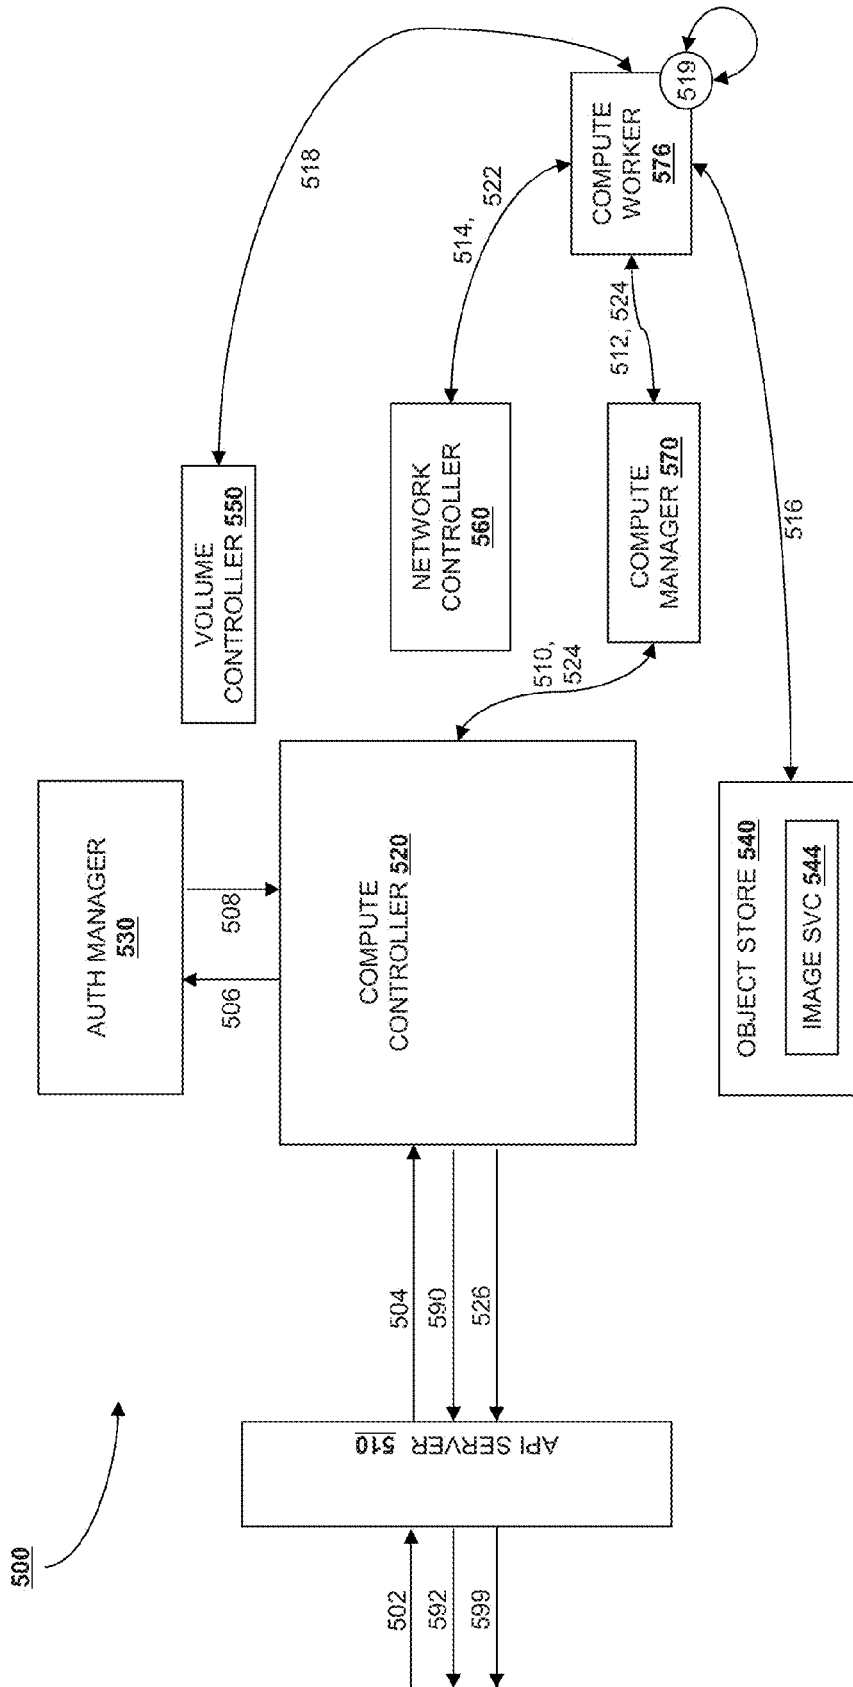 500
502
592
599
API SERVER 510
504
590
526
AUTH MANAGER
530
506
508
COMPUTE
CONTROLLER 520
OBJECT STORE 540
IMAGE SVC 544
510,
524
VOLUME
CONTROLLER 550
NETWORK
CONTROLLER
560
COMPUTE
MANAGER 570
518
514,
522
512, 524
516
COMPUTE
WORKER
576
519